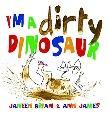 I'M A dirty
DINOSAUR
JANEEN BRIAN & ANN JAMES